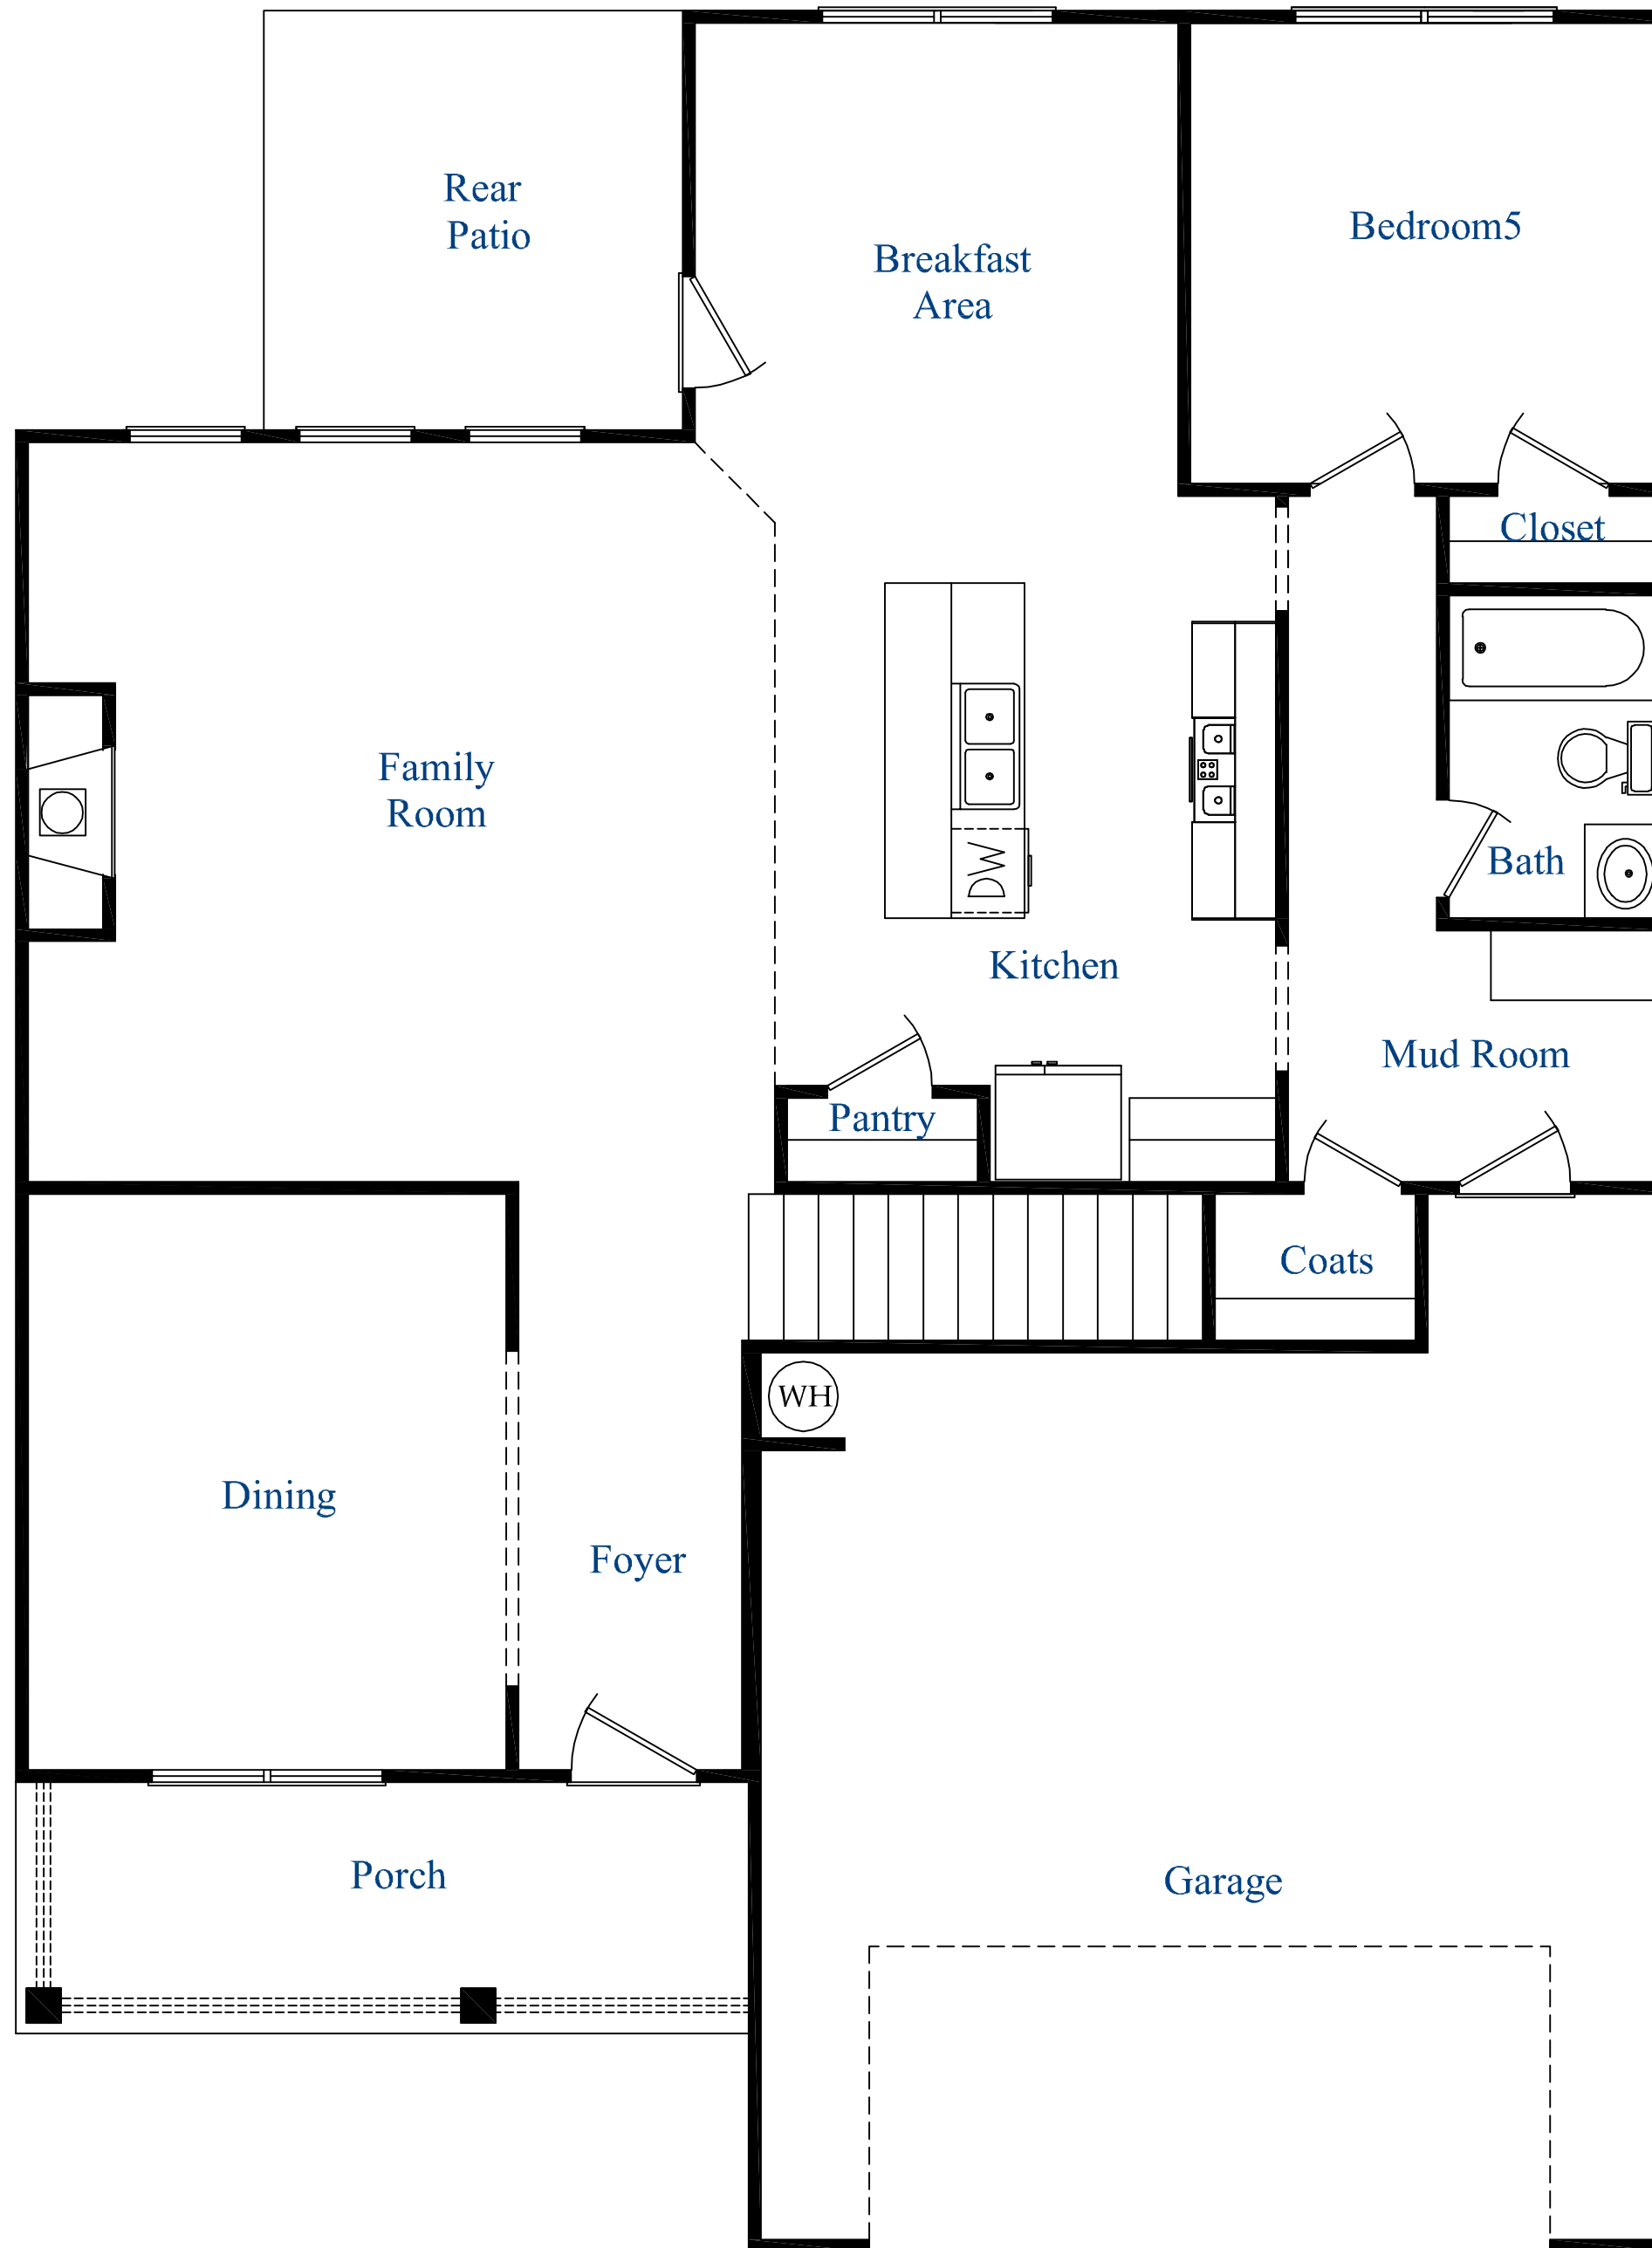 Rear
Patio
Bedroom5
Breakfast
Area
Closet
Family
Room
DW
Bath
Kitchen
Mud Room
Pantry
Coats
WH
Dining
Foyer
Porch
Garage